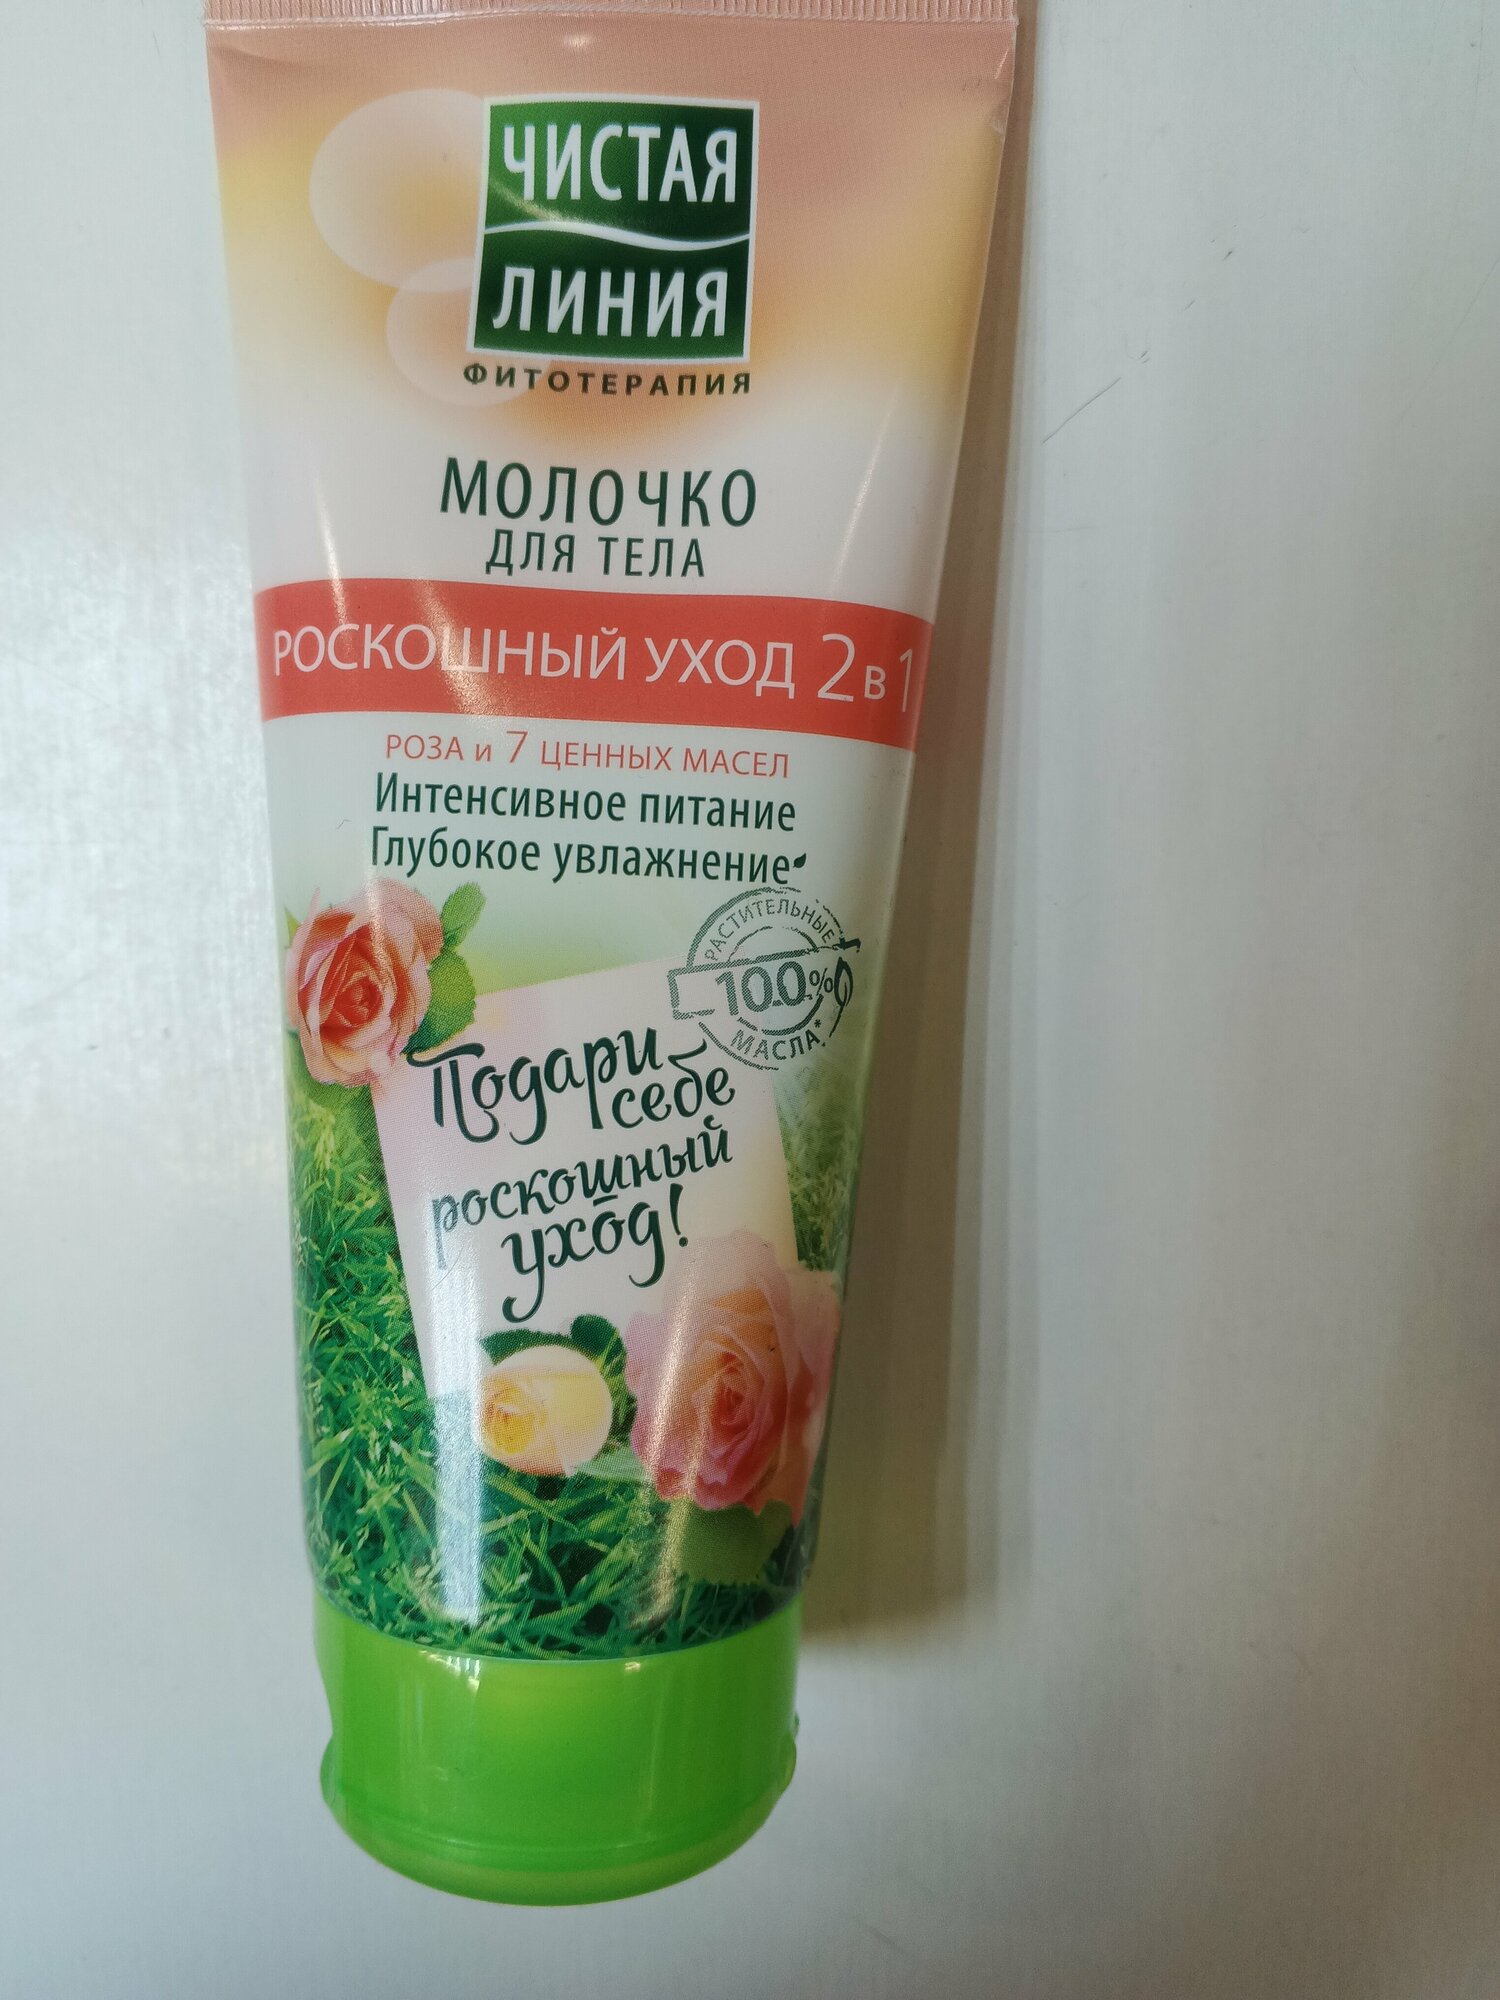 ЧИСТАЯ
ЛИНИЯ
ФИТОТЕРАПИЯ
МОЛОЧКО
ДЛЯ ТЕЛА
РОСКОШНЫЙ УХОД 2 в 1
РОЗА и 7 ЦЕННЫХ МАСЕЛ
Интенсивное питание
Глубокое увлажнение
РАСТИТЕЛЬНЫЕ
100%
МАСЛА*
Подари
себе
роскошный
уход!